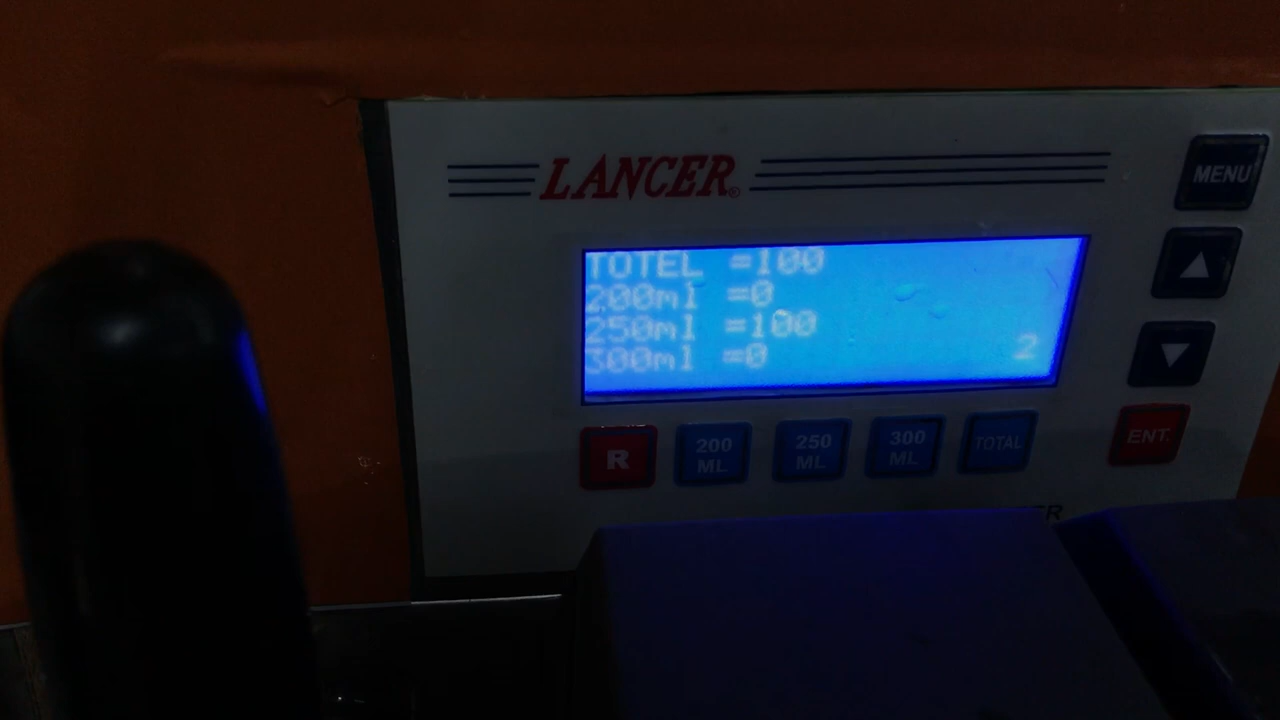 LANCER
MENU
TOTEL =100
200ml =0
250ml =100
300ml =0 2
R
200 ML
250 ML
300 ML
TOTAL
ENT.